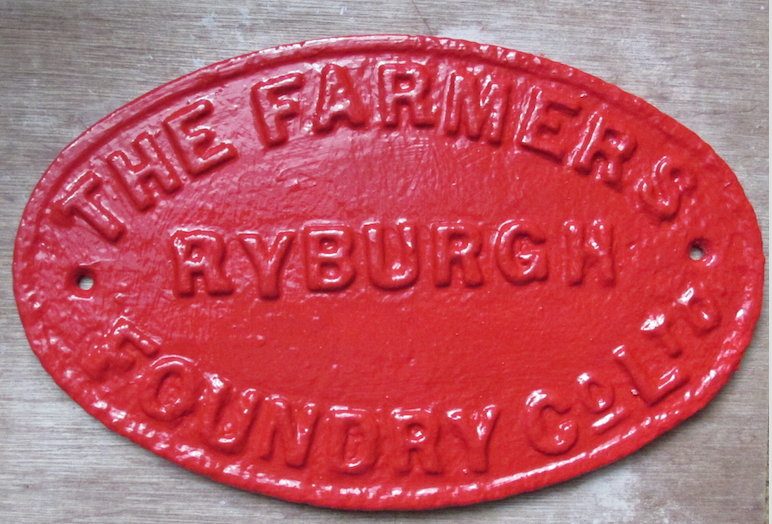 THE FARMERS
RYBURGH
FOUNDRY Co LTD.